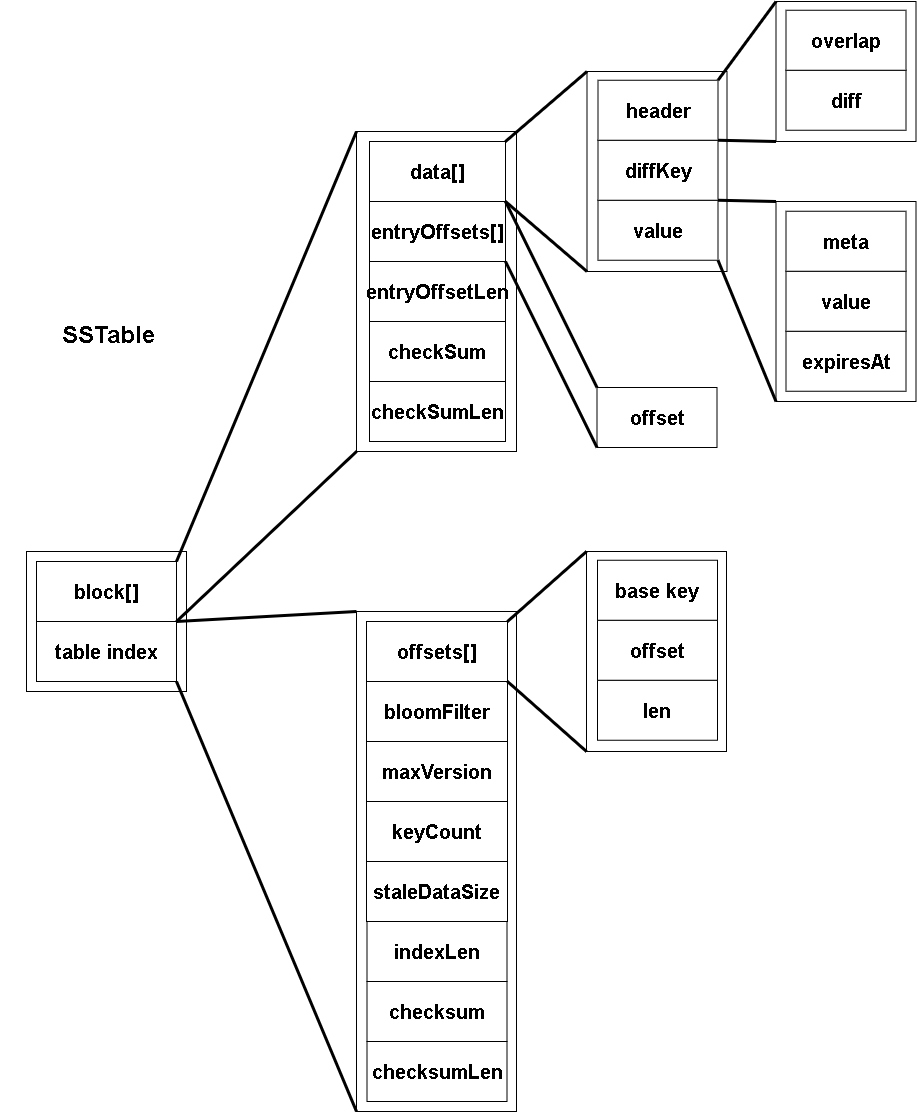 SSTable
block[]
table index
data[]
entryOffsets[]
entryOffsetLen
checkSum
checkSumLen
header
diffKey
value
overlap
diff
meta
value
expiresAt
offset
offsets[]
bloomFilter
maxVersion
keyCount
staleDataSize
indexLen
checksum
checksumLen
base key
offset
len